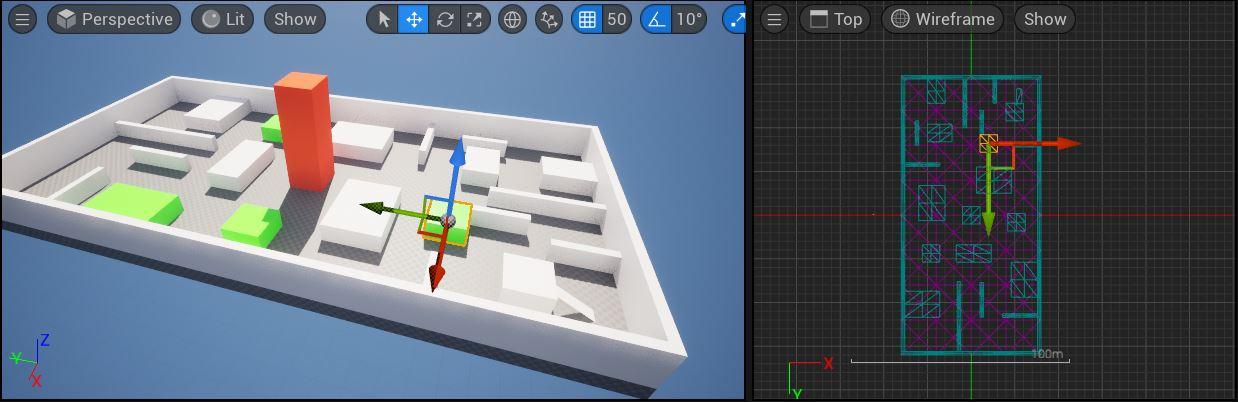 Perspective Lit Show 50 10°
Z
Y
X
Top Wireframe Show
100m
X
Y